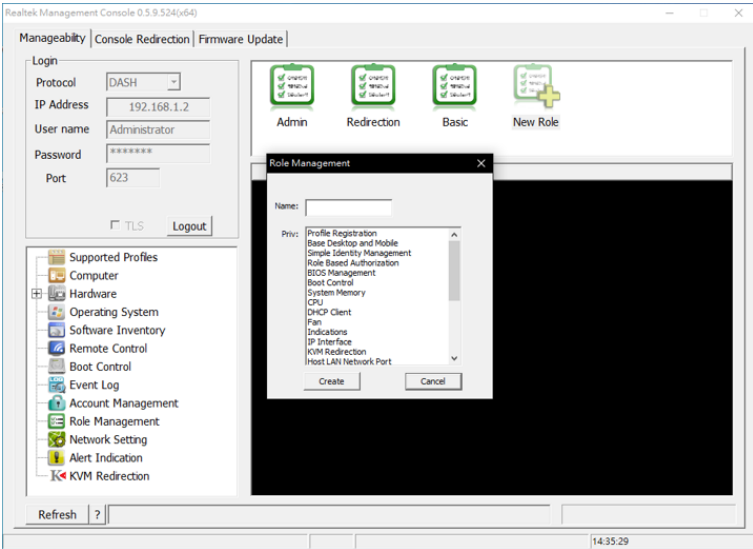 Realtek Management Console 0.5.9.524(x64)
Manageability Console Redirection Firmware Update
Login
Protocol DASH
IP Address 192.168.1.2
User name Administrator
Password *******
Port 623
TLS Logout
Admin Redirection Basic New Role
Role Management
Name:
Priv: Profile Registration
Base Desktop and Mobile
Simple Identity Management
Role Based Authorization
BIOS Management
Boot Control
System Memory
CPU
DHCP Client
Fan
Indications
IP Interface
KVM Redirection
Host LAN Network Port
Create Cancel
Supported Profiles
Computer
Hardware
Operating System
Software Inventory
Remote Control
Boot Control
Event Log
Account Management
Role Management
Network Setting
Alert Indication
KVM Redirection
Refresh ?
14:35:29